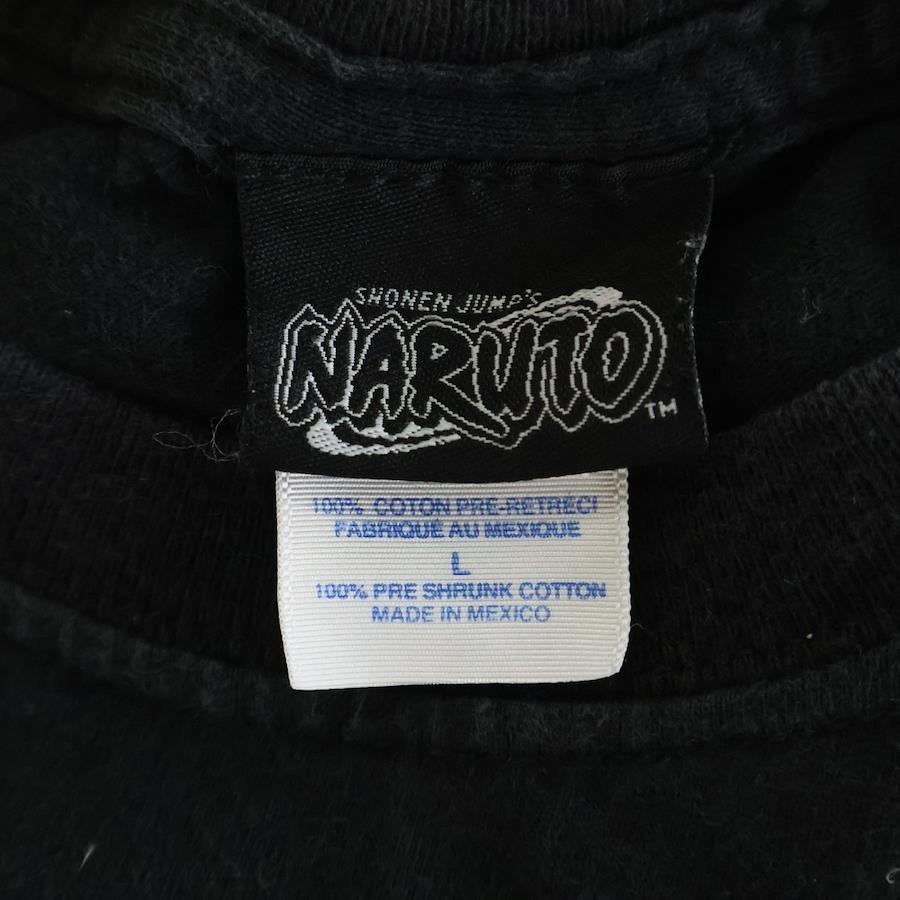 SHONEN JUMP'S
NARUTO
TM
100% COTON PRE-RETRECI
FABRIQUE AU MEXIQUE
L
100% PRE SHRUNK COTTON
MADE IN MEXICO